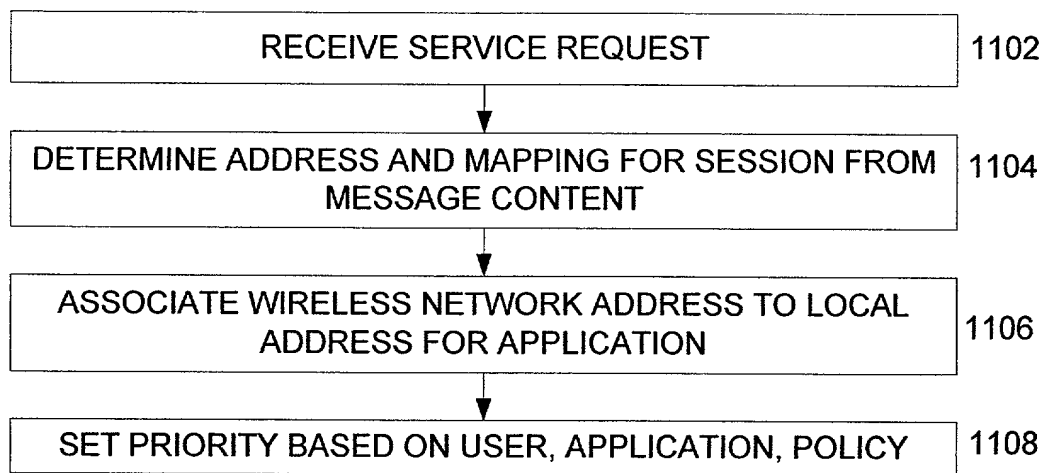 RECEIVE SERVICE REQUEST 1102
DETERMINE ADDRESS AND MAPPING FOR SESSION FROM 1104
MESSAGE CONTENT
ASSOCIATE WIRELESS NETWORK ADDRESS TO LOCAL
ADDRESS FOR APPLICATION 1106
SET PRIORITY BASED ON USER, APPLICATION, POLICY 1108